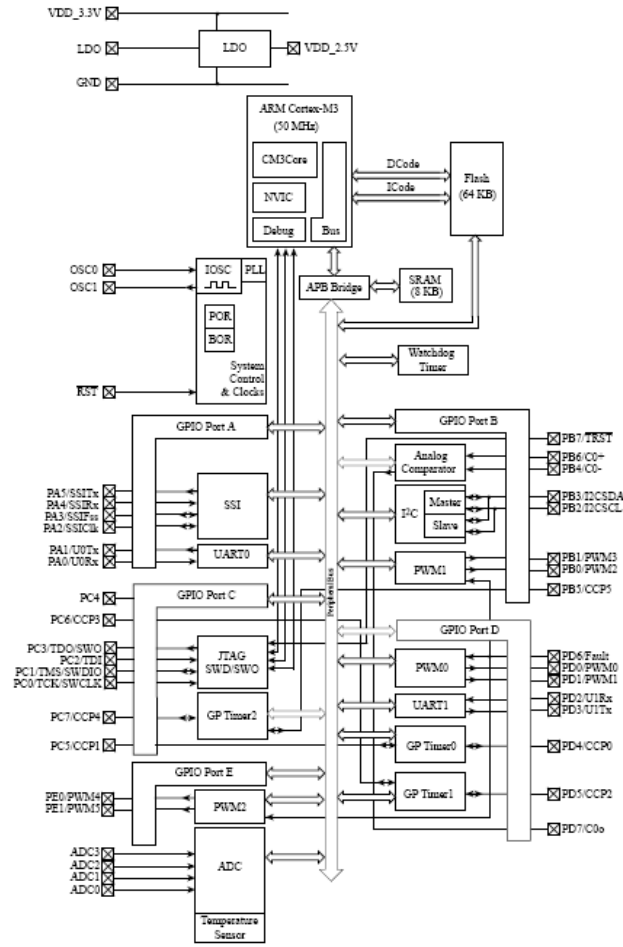 VDD_3.3V
LDO
LDO
VDD_2.5V
GND
ARM Cortex-M3
(50 MHz)
CM3Core
NVIC
Debug
Bus
DCode
ICode
Flash
(64 KB)
OSC0
OSC1
IOSC
PLL
POR
BOR
System
Control
& Clocks
RST
APB Bridge
SRAM
(8 KB)
Watchdog
Timer
GPIO Port A
PA5/SSITx
PA4/SSIRx
PA3/SSIFss
PA2/SSIClk
SSI
PA1/U0Tx
PA0/U0Rx
UART0
GPIO Port B
PB7/TRST
Analog
Comparator
PB6/C0+
PB4/C0-
I2C
Master
Slave
PB3/I2CSDA
PB2/I2CSCL
PWM1
PB1/PWM3
PB0/PWM2
PB5/CCP5
Peripheral Bus
GPIO Port C
PC4
PC6/CCP3
PC3/TDO/SWO
PC2/TDI
PC1/TMS/SWDIO
PC0/TCK/SWCLK
JTAG
SWD/SWO
PC7/CCP4
GP Timer2
PC5/CCP1
GPIO Port D
PWM0
PD6/Fault
PD0/PWM0
PD1/PWM1
UART1
PD2/U1Rx
PD3/U1Tx
GP Timer0
PD4/CCP0
GP Timer1
PD5/CCP2
PD7/C0o
GPIO Port E
PE0/PWM4
PE1/PWM5
PWM2
ADC3
ADC2
ADC1
ADC0
ADC
Temperature
Sensor